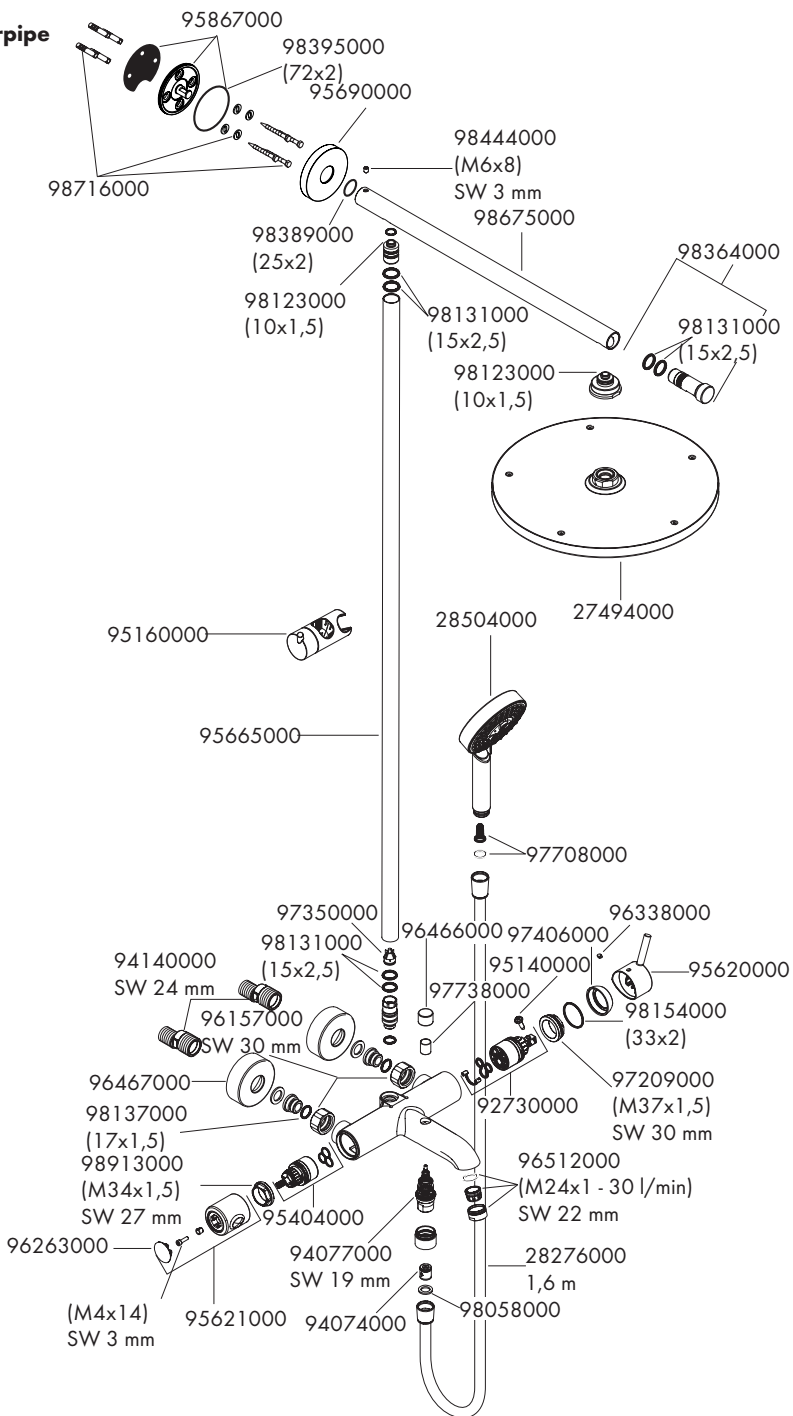 rpipe
95867000
98395000
(72x2)
95690000
98444000
(M6x8)
SW 3 mm
98716000
98675000
98389000
(25x2)
98364000
98123000
(10x1,5)
98131000
(15x2,5)
98131000
(15x2,5)
98123000
(10x1,5)
27494000
28504000
95160000
95665000
97708000
97350000
96466000
96338000
97406000
98131000
(15x2,5)
94140000
SW 24 mm
95140000
95620000
97738000
96157000
SW 30 mm
98154000
(33x2)
96467000
97209000
(M37x1,5)
SW 30 mm
92730000
98137000
(17x1,5)
98913000
(M34x1,5)
SW 27 mm
96512000
(M24x1 - 30 l/min)
SW 22 mm
95404000
96263000
94077000
SW 19 mm
28276000
1,6 m
(M4x14)
SW 3 mm
95621000
94074000
98058000